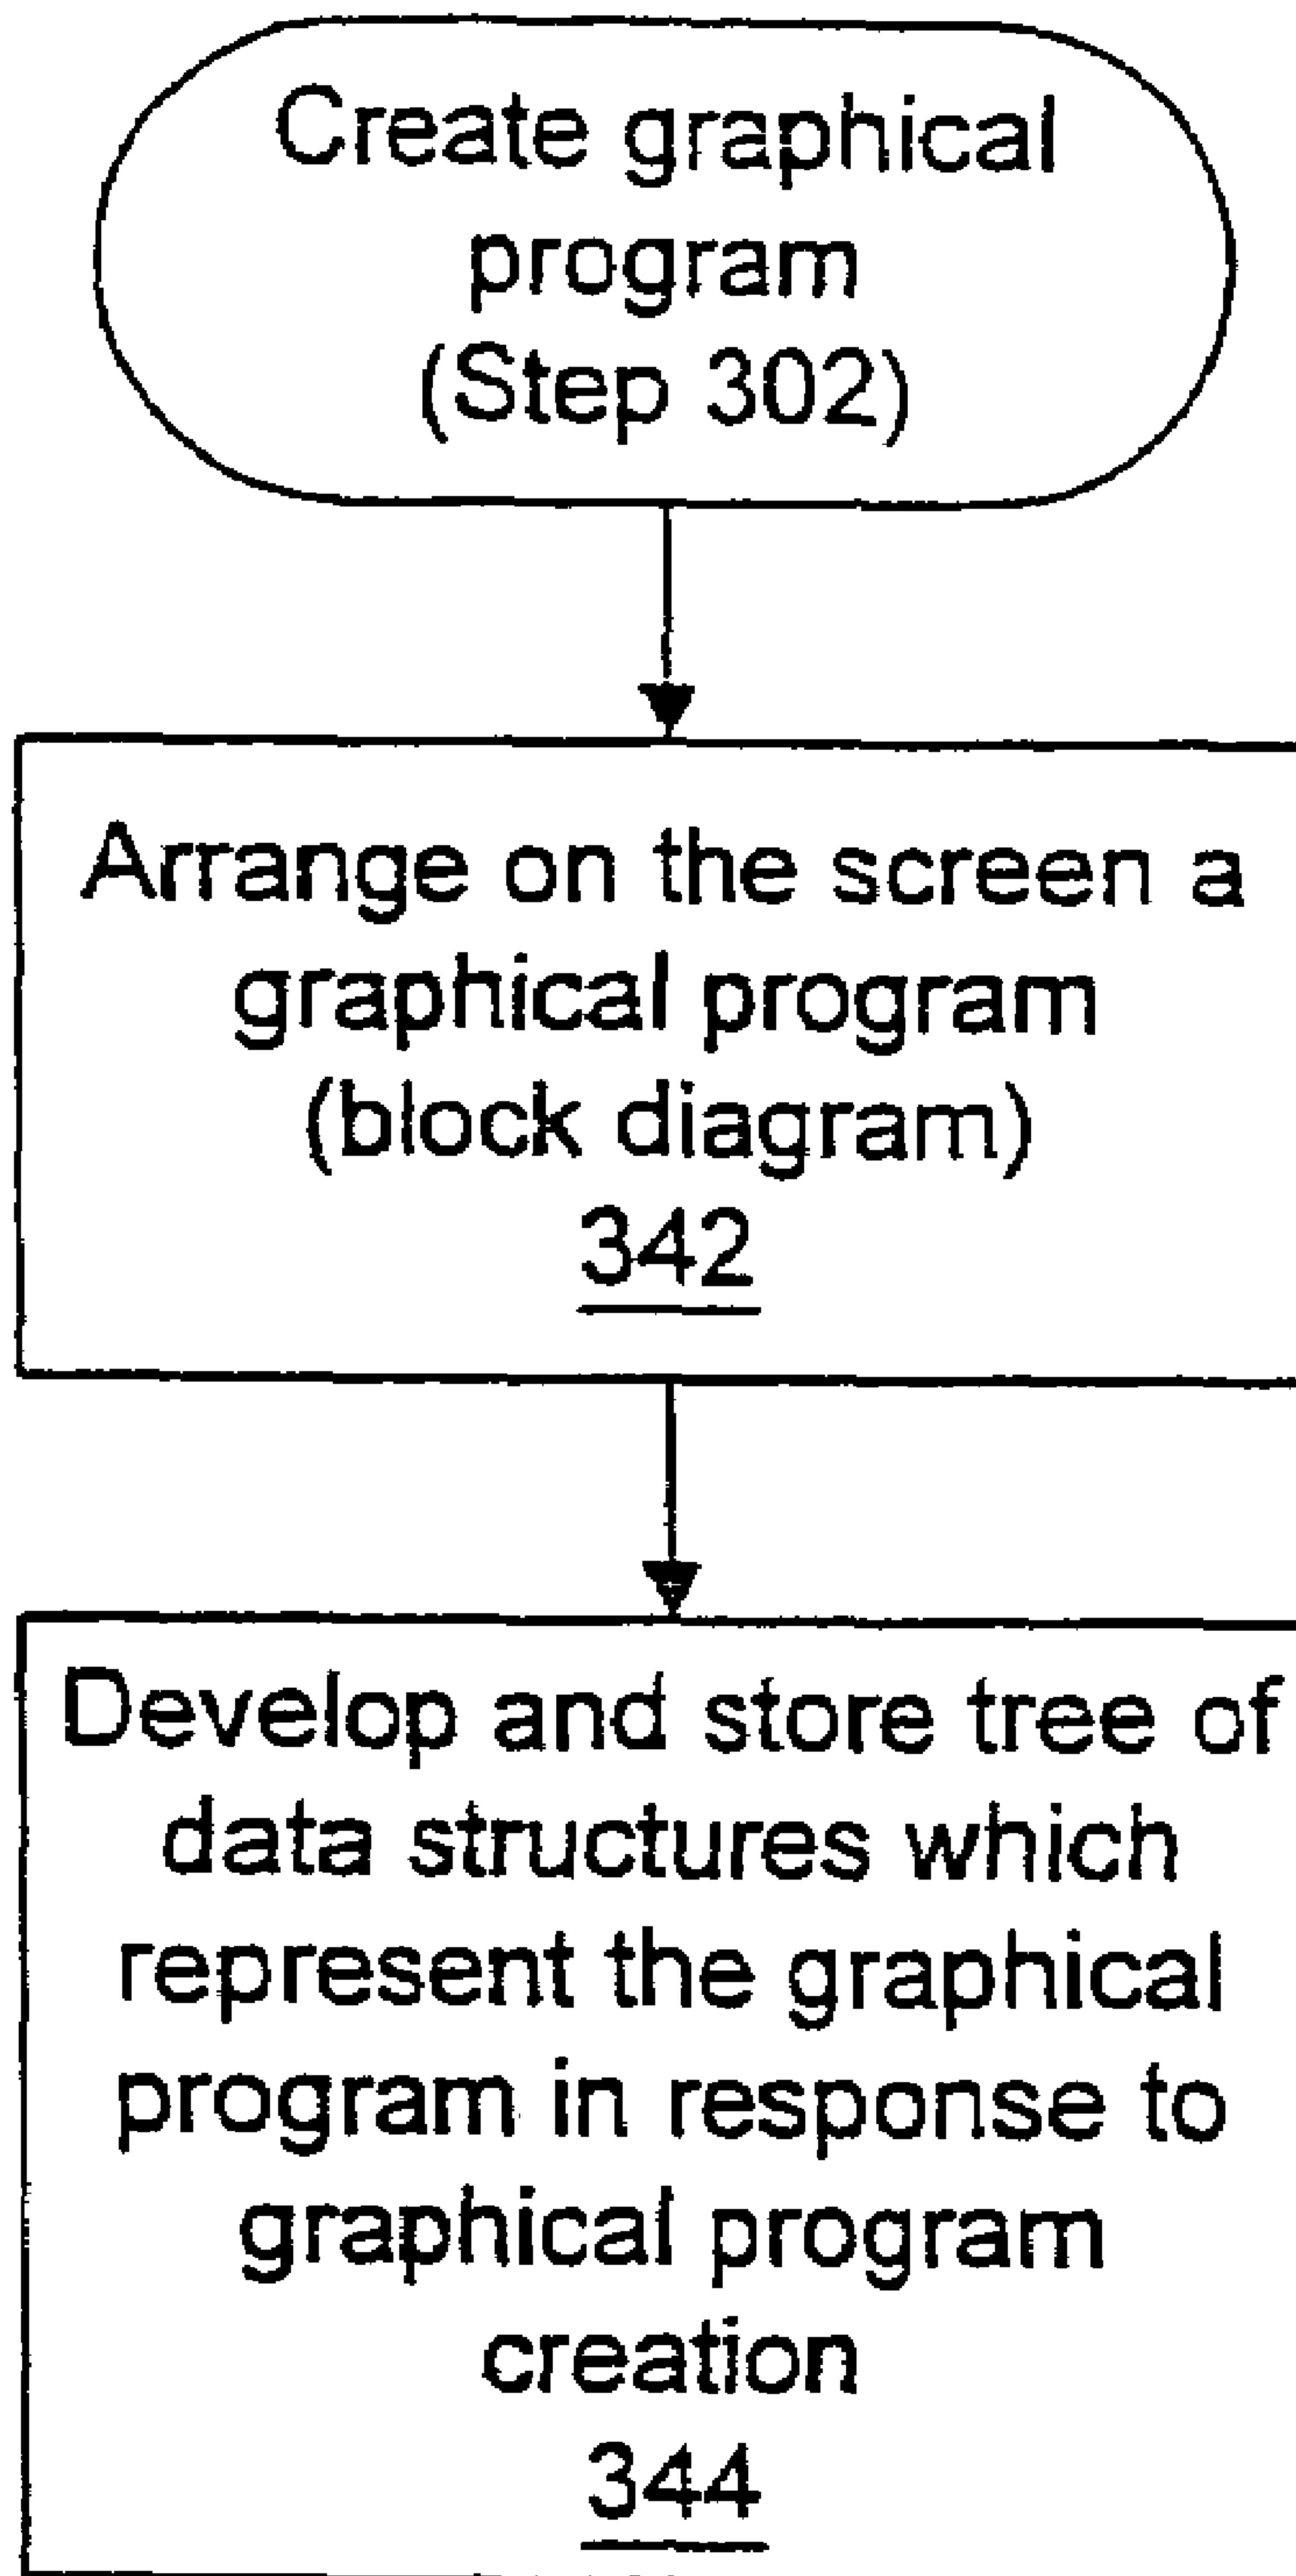 Create graphical
program
(Step 302)
Arrange on the screen a
graphical program
(block diagram)
342
Develop and store tree of
data structures which
represent the graphical
program in response to
graphical program
creation
344